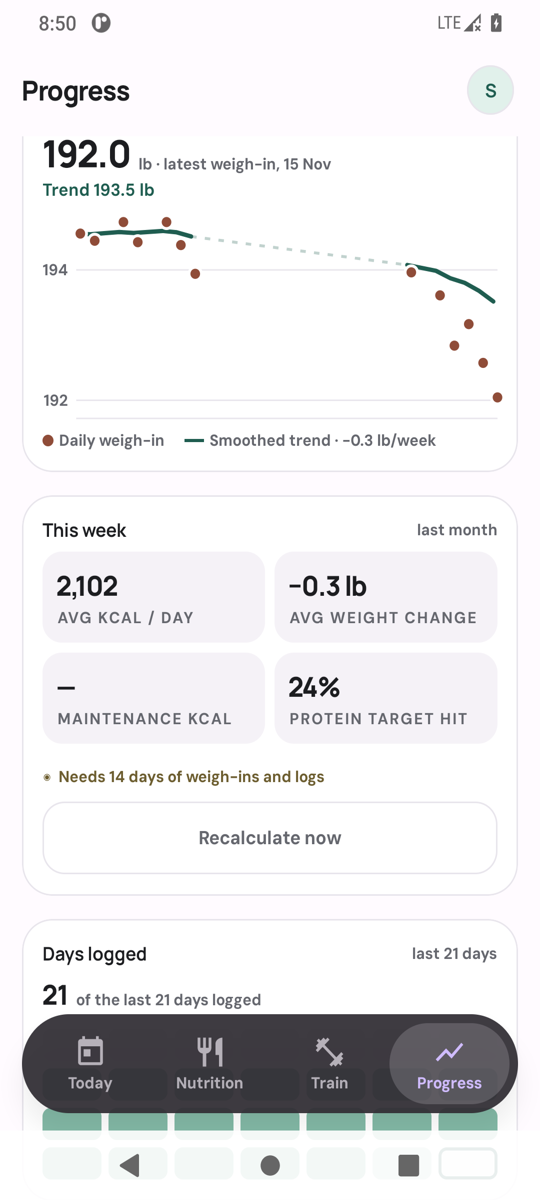 8:50
LTE
Progress
S
192.0 lb · latest weigh-in, 15 Nov
Trend 193.5 lb
194
192
Daily weigh-in
Smoothed trend · −0.3 lb/week
This week
last month
2,102
AVG KCAL / DAY
−0.3 lb
AVG WEIGHT CHANGE
—
MAINTENANCE KCAL
24%
PROTEIN TARGET HIT
Needs 14 days of weigh-ins and logs
Recalculate now
Days logged
last 21 days
21 of the last 21 days logged
Today
Nutrition
Train
Progress